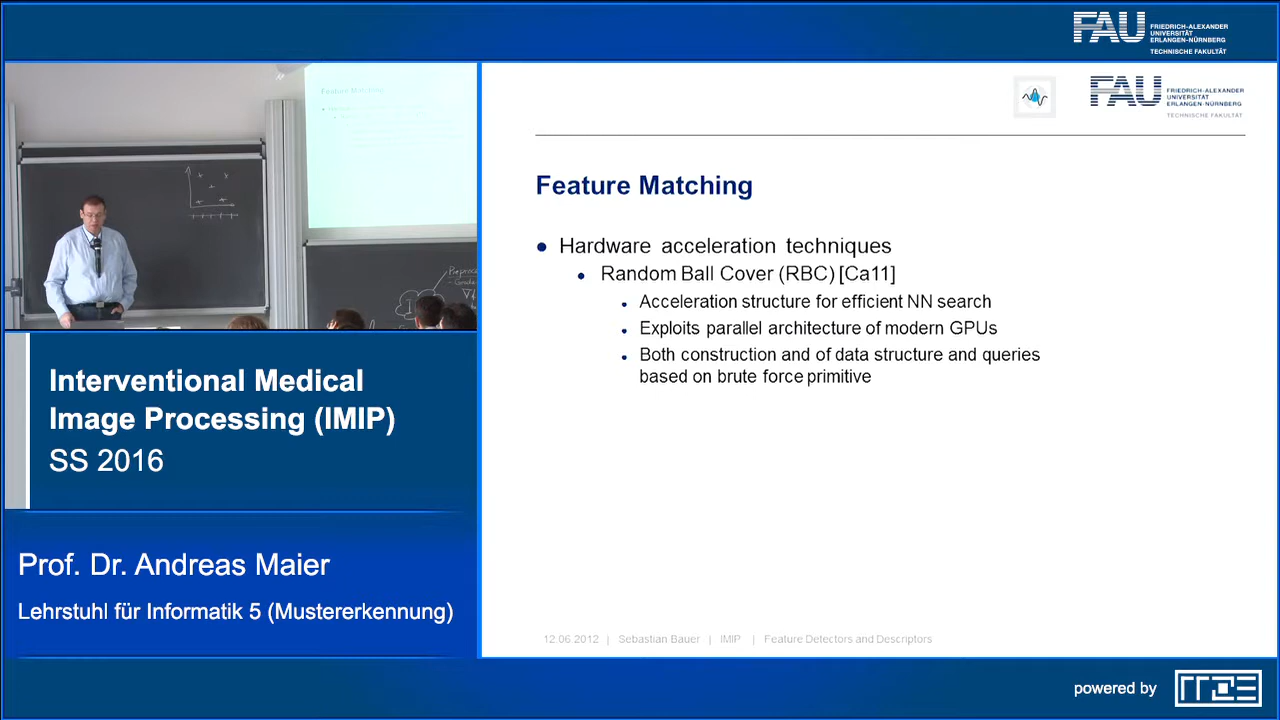 FAU
FRIEDRICH-ALEXANDER
UNIVERSITÄT
ERLANGEN-NÜRNBERG
TECHNISCHE FAKULTÄT
FAU
FRIEDRICH-ALEXANDER
UNIVERSITÄT
ERLANGEN-NÜRNBERG
TECHNISCHE FAKULTÄT
Feature Matching
Feature Matching
• Hardware acceleration techniques
• Random Ball Cover (RBC) [Ca11]
• Acceleration structure for efficient NN search
• Exploits parallel architecture of modern GPUs
• Both construction and of data structure and queries
based on brute force primitive
12.06.2012 | Sebastian Bauer | IMIP | Feature Detectors and Descriptors
Interventional Medical
Image Processing (IMIP)
SS 2016
Prof. Dr. Andreas Maier
Lehrstuhl für Informatik 5 (Mustererkennung)
powered by